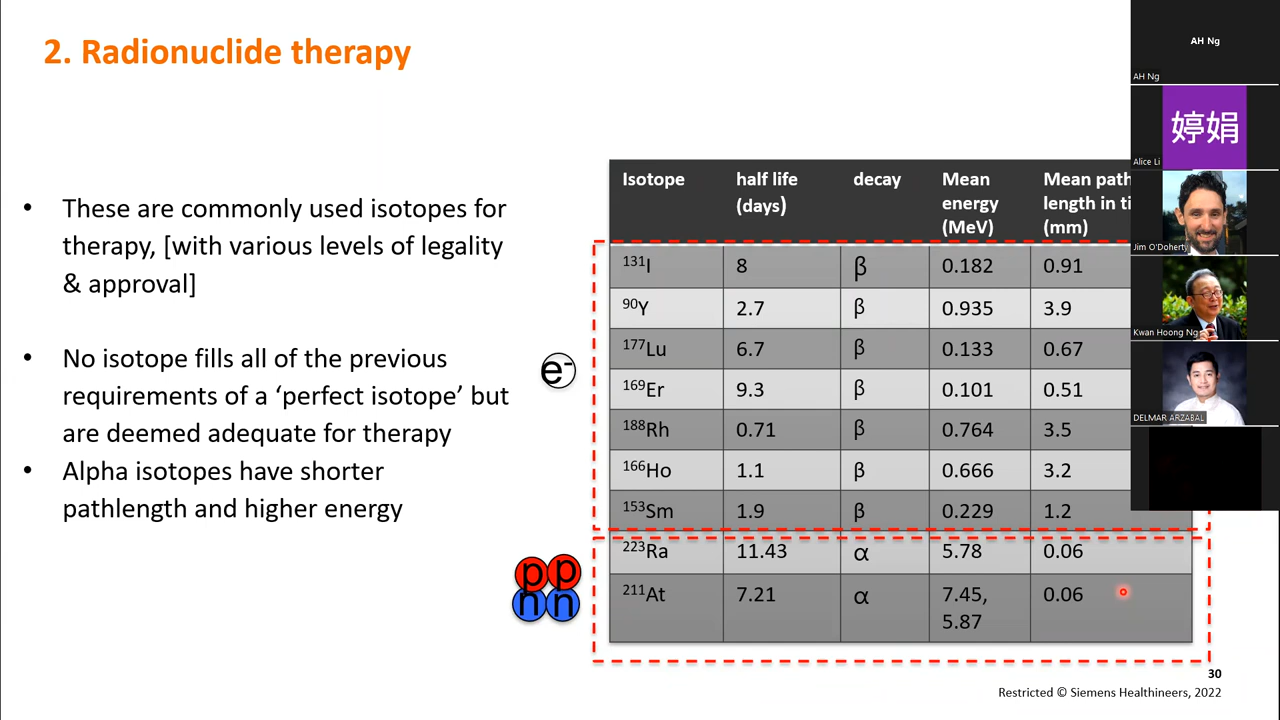 2. Radionuclide therapy
• These are commonly used isotopes for
therapy, [with various levels of legality
& approval]
• No isotope fills all of the previous
requirements of a ‘perfect isotope’ but
are deemed adequate for therapy
• Alpha isotopes have shorter
pathlength and higher energy
e-
p p
n n
Isotope half life (days) decay Mean energy (MeV) Mean path length in ti (mm)
131I 8 β 0.182 0.91
90Y 2.7 β 0.935 3.9
177Lu 6.7 β 0.133 0.67
169Er 9.3 β 0.101 0.51
188Rh 0.71 β 0.764 3.5
166Ho 1.1 β 0.666 3.2
153Sm 1.9 β 0.229 1.2
223Ra 11.43 α 5.78 0.06
211At 7.21 α 7.45, 5.87 0.06
30
Restricted © Siemens Healthineers, 2022
AH Ng
AH Ng
婷娟
Alice Li
Jim O'Doherty
Kwan Hoong Ng
DELMAR ARZABAL